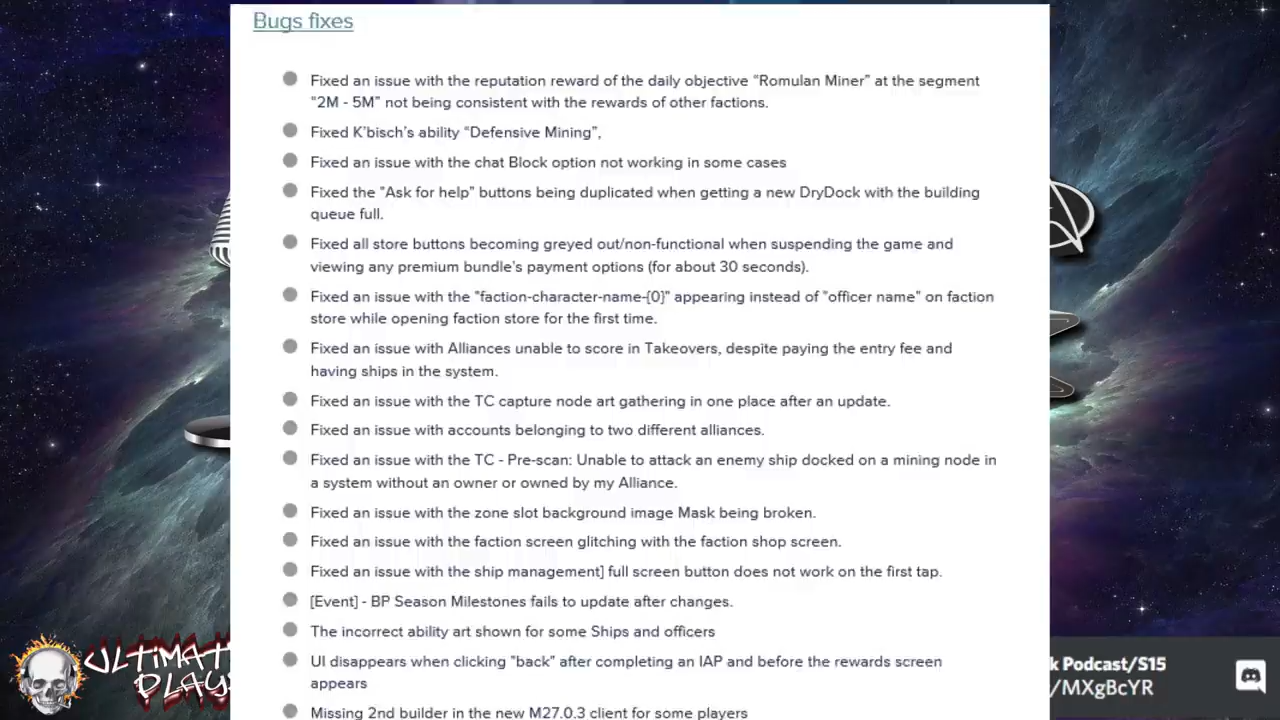 Bugs fixes
Fixed an issue with the reputation reward of the daily objective “Romulan Miner” at the segment
“2M - 5M” not being consistent with the rewards of other factions.
Fixed K’bisch’s ability “Defensive Mining”,
Fixed an issue with the chat Block option not working in some cases
Fixed the "Ask for help" buttons being duplicated when getting a new DryDock with the building
queue full.
Fixed all store buttons becoming greyed out/non-functional when suspending the game and
viewing any premium bundle’s payment options (for about 30 seconds).
Fixed an issue with the "faction-character-name-{0}" appearing instead of "officer name" on faction
store while opening faction store for the first time.
Fixed an issue with Alliances unable to score in Takeovers, despite paying the entry fee and
having ships in the system.
Fixed an issue with the TC capture node art gathering in one place after an update.
Fixed an issue with accounts belonging to two different alliances.
Fixed an issue with the TC - Pre-scan: Unable to attack an enemy ship docked on a mining node in
a system without an owner or owned by my Alliance.
Fixed an issue with the zone slot background image Mask being broken.
Fixed an issue with the faction screen glitching with the faction shop screen.
Fixed an issue with the ship management] full screen button does not work on the first tap.
[Event] - BP Season Milestones fails to update after changes.
The incorrect ability art shown for some Ships and officers
UI disappears when clicking "back" after completing an IAP and before the rewards screen
appears
Missing 2nd builder in the new M27.0.3 client for some players
ULTIMAT
PLAY
k Podcast/S15
/MXgBcYR